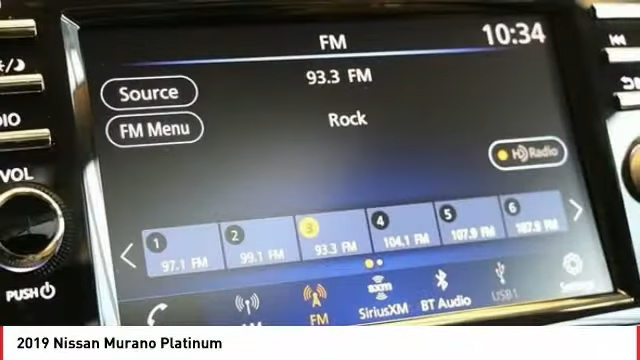 FM
10:34
93.3 FM
Source
FM Menu
Rock
HD Radio
VOL
PUSH
1 2 3 4 5 6
97.1 FM 99.1 FM 93.3 FM 104.1 FM 107.9 FM 107.9 FM
FM SiriusXM BT Audio USB1
sxm
2019 Nissan Murano Platinum